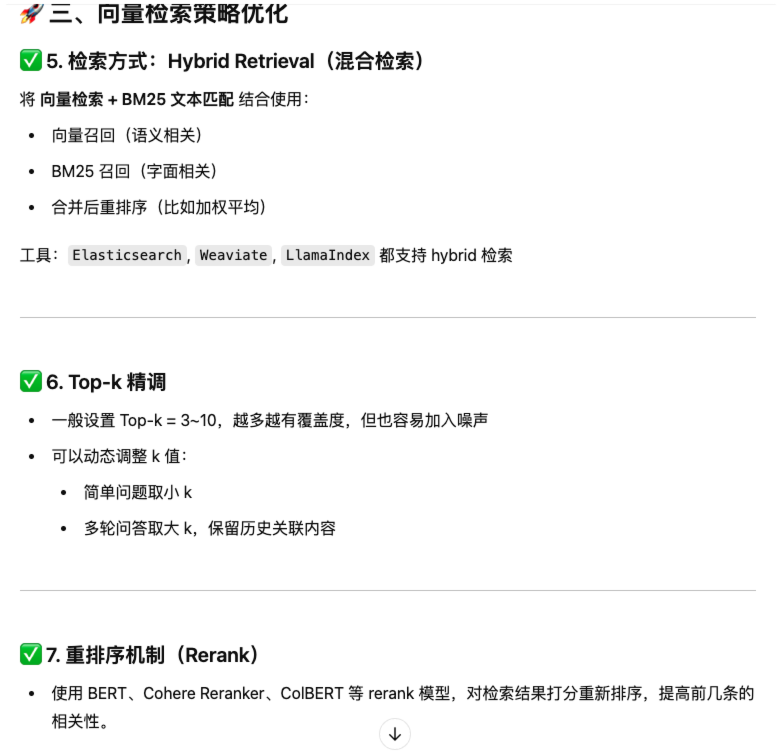 🚀 三、向量检索策略优化
✅ 5. 检索方式：Hybrid Retrieval（混合检索）
将 向量检索 + BM25 文本匹配 结合使用：
• 向量召回（语义相关）
• BM25 召回（字面相关）
• 合并后重排序（比如加权平均）
工具： Elasticsearch, Weaviate, LlamaIndex 都支持 hybrid 检索
✅ 6. Top-k 精调
• 一般设置 Top-k = 3~10，越多越有覆盖度，但也容易加入噪声
• 可以动态调整 k 值：
• 简单问题取小 k
• 多轮问答取大 k，保留历史关联内容
✅ 7. 重排序机制（Rerank）
• 使用 BERT、Cohere Reranker、ColBERT 等 rerank 模型，对检索结果打分重新排序，提高前几条的
相关性。